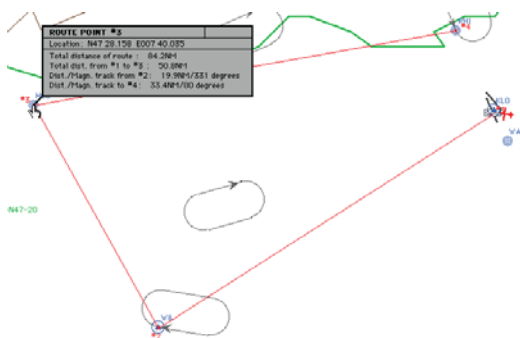 ROUTE POINT #3
Location: N47 28.158 E007 40.035
Total distance of route : 84.2NM
Total dist. from #1 to #3 : 50.8NM
Dist./Magn. track from #2: 19.9NM/331 degrees
Dist./Magn. track to #4: 33.4NM/80 degrees
KLO
N47-20